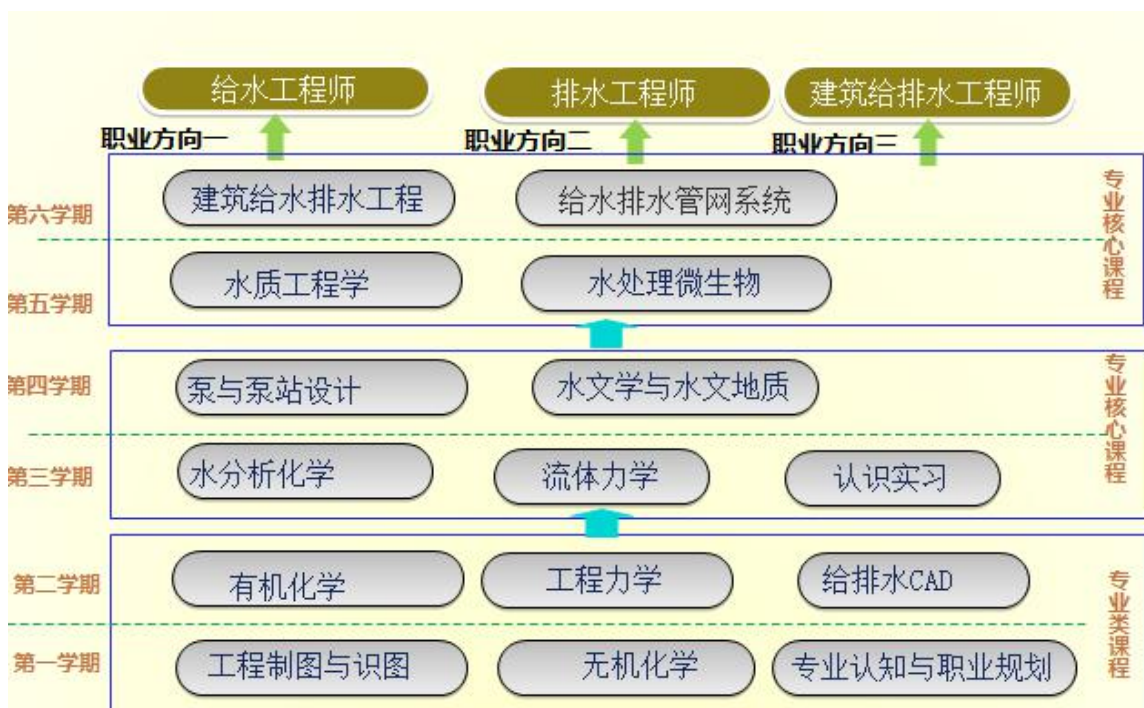 给水工程师
排水工程师
建筑给排水工程师
职业方向一
职业方向二
职业方向三
第六学期
建筑给水排水工程
给水排水管网系统
专业核心课程
第五学期
水质工程学
水处理微生物
第四学期
泵与泵站设计
水文学与水文地质
专业核心课程
第三学期
水分析化学
流体力学
认识实习
第二学期
有机化学
工程力学
给排水CAD
专业类课程
第一学期
工程制图与识图
无机化学
专业认知与职业规划